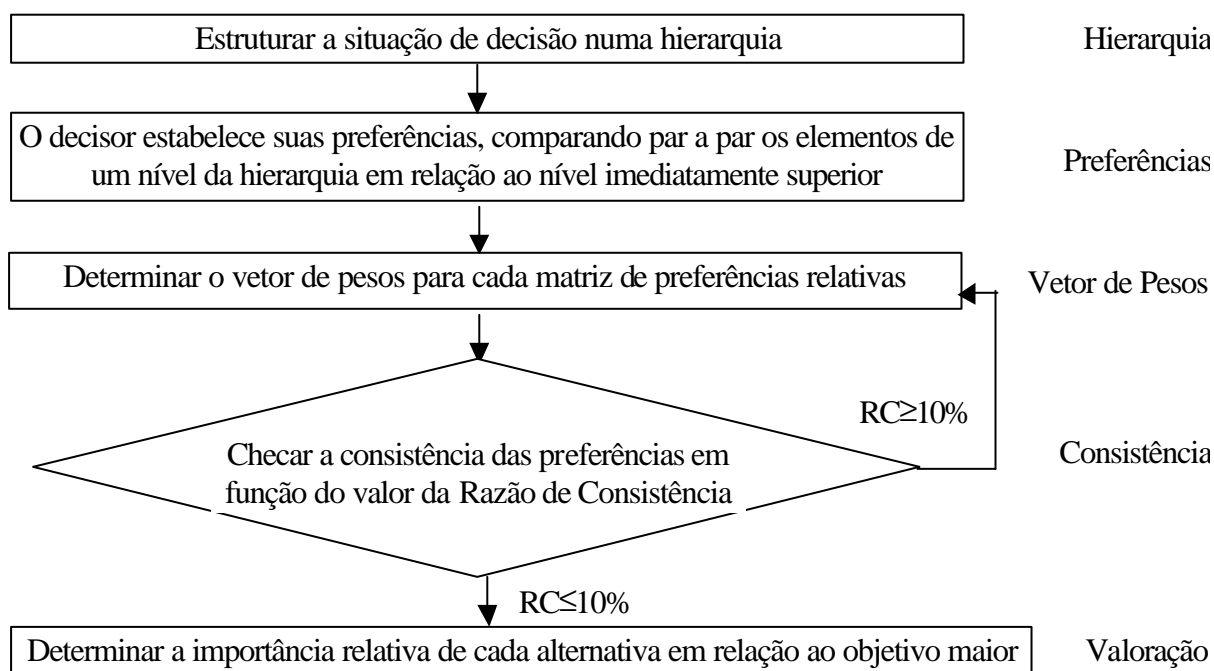 Estruturar a situação de decisão numa hierarquia
Hierarquia
O decisor estabelece suas preferências, comparando par a par os elementos de
um nível da hierarquia em relação ao nível imediatamente superior
Preferências
Determinar o vetor de pesos para cada matriz de preferências relativas
Vetor de Pesos
RC≥10%
Checar a consistência das preferências em
função do valor da Razão de Consistência
Consistência
RC≤10%
Determinar a importância relativa de cada alternativa em relação ao objetivo maior
Valoração